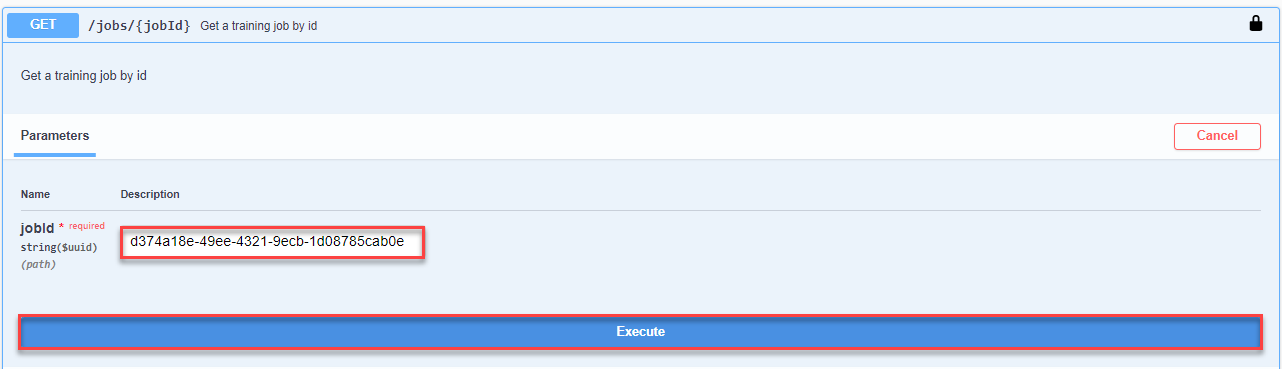 GET /jobs/{jobId} Get a training job by id
Get a training job by id
Parameters
Cancel
Name Description
jobId * required
string($uuid)
(path)
d374a18e-49ee-4321-9ecb-1d08785cab0e
Execute